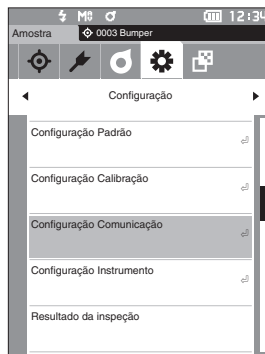 M 12:34
Amostra 0003 Bumper
Configuração
Configuração Padrão
Configuração Calibração
Configuração Comunicação
Configuração Instrumento
Resultado da inspeção